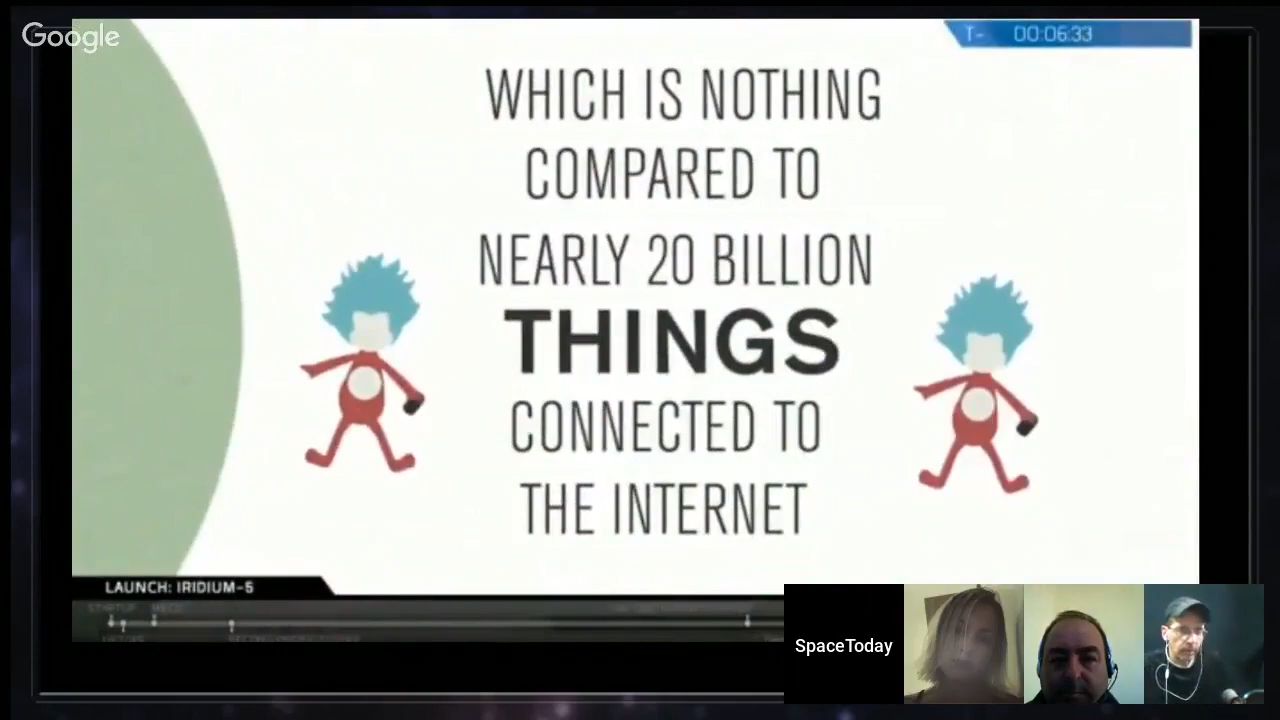 Google
T- 00:06:33
WHICH IS NOTHING
COMPARED TO
NEARLY 20 BILLION
THINGS
CONNECTED TO
THE INTERNET
LAUNCH: IRIDIUM-5
STARTUP
SpaceToday